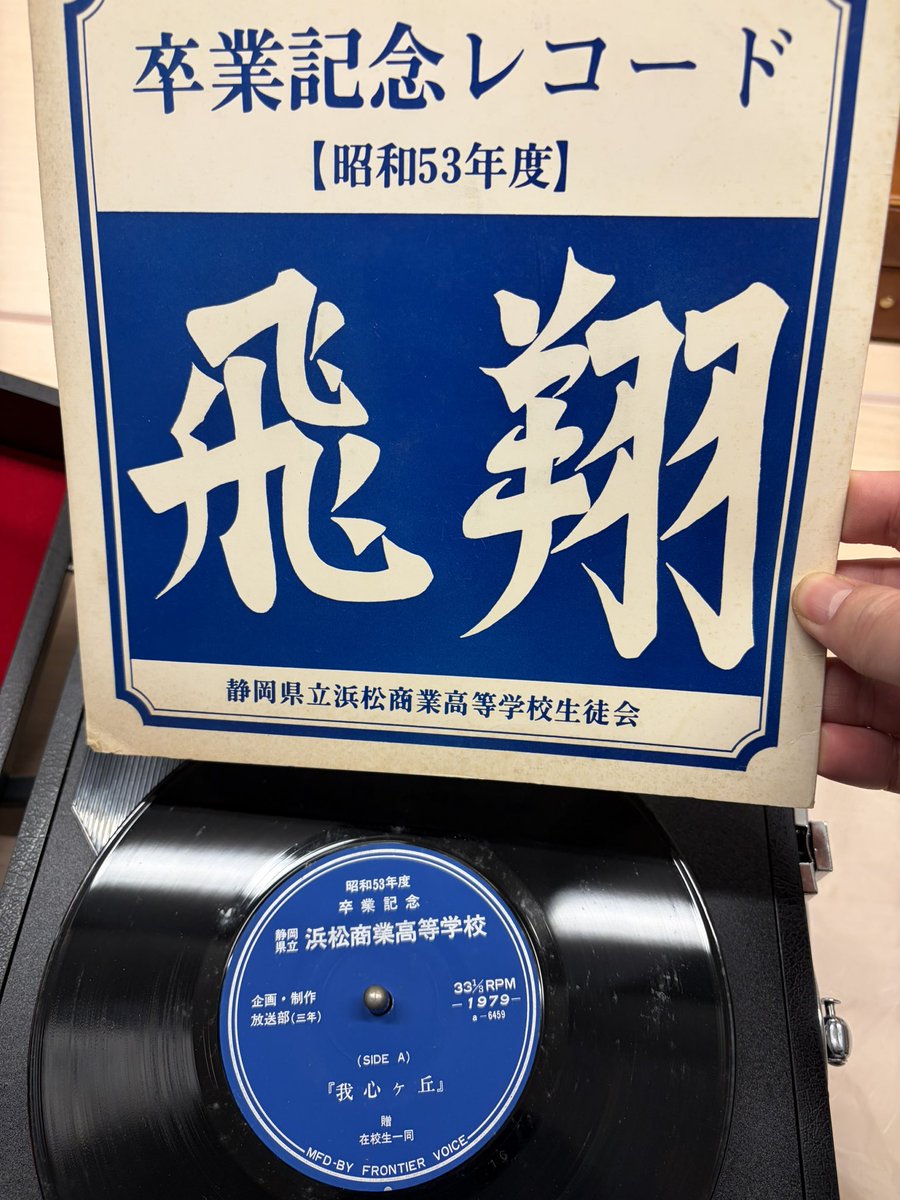 卒業記念レコード
【昭和53年度】
飛翔
静岡県立浜松商業高等学校生徒会
昭和53年度
卒業記念
静岡県立 浜松商業高等学校
企画・制作
放送部(三年)
33⅓RPM
-1979-
a-6459
(SIDE A)
『我心ヶ丘』
贈
在校生一同
MFD-BY FRONTIER VOICE